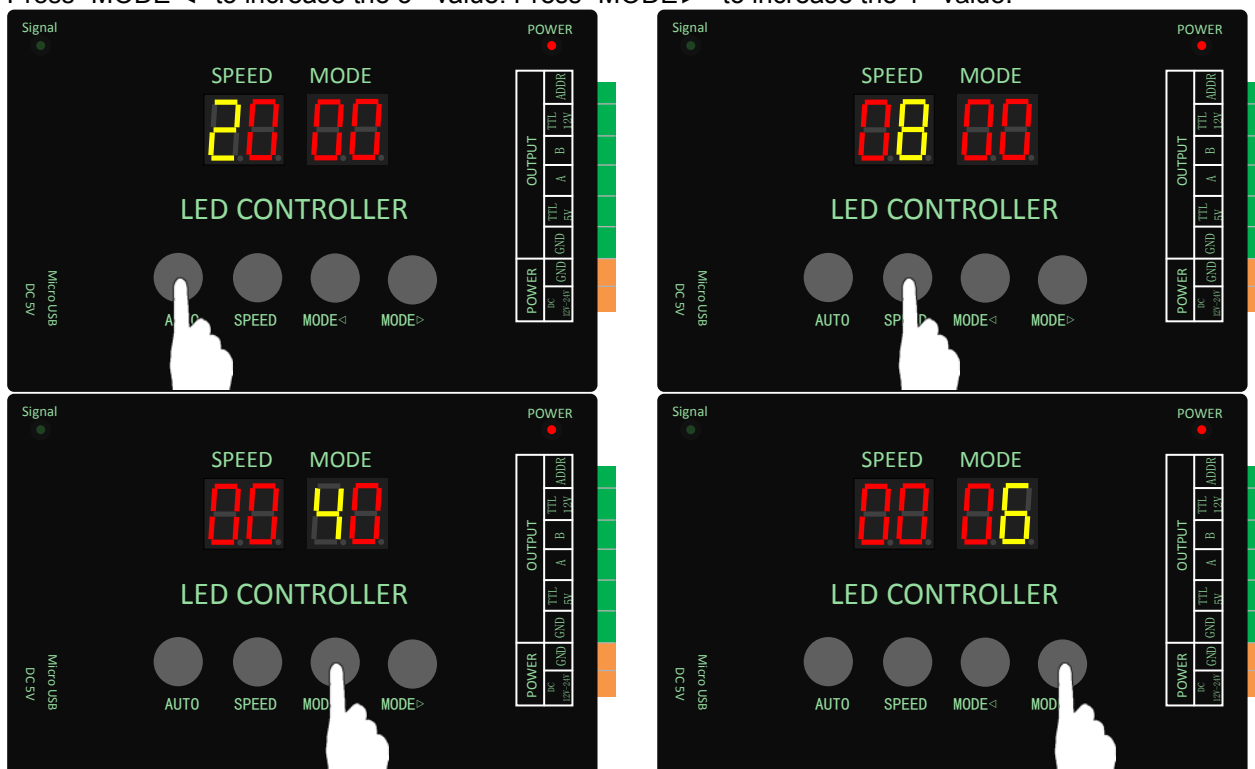 Press "MODE◁" to increase the value. Press "MODE▷" to increase the value.
Signal
POWER
SPEED MODE
20 00
LED CONTROLLER
SPEED MODE◁ MODE▷
Micro USB
DC 5V
OUTPUT
ADDR
TTL 12V
B
A
TTL 5V
GND
POWER
GND
DC 12V-24V
Signal
POWER
SPEED MODE
08 00
LED CONTROLLER
AUTO MODE◁ MODE▷
Micro USB
DC 5V
OUTPUT
ADDR
TTL 12V
B
A
TTL 5V
GND
POWER
GND
DC 12V-24V
Signal
POWER
SPEED MODE
00 40
LED CONTROLLER
AUTO SPEED MOD MODE▷
Micro USB
DC 5V
OUTPUT
ADDR
TTL 12V
B
A
TTL 5V
GND
POWER
GND
DC 12V-24V
Signal
POWER
SPEED MODE
00 06
LED CONTROLLER
AUTO SPEED MODE◁ MOD
Micro USB
DC 5V
OUTPUT
ADDR
TTL 12V
B
A
TTL 5V
GND
POWER
GND
DC 12V-24V